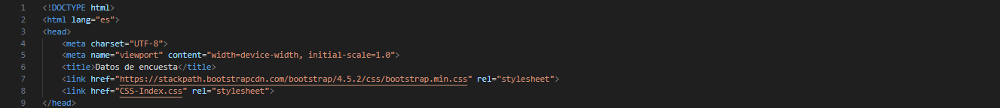 1 <!DOCTYPE html>
2 <html lang="es">
3 <head>
4 <meta charset="UTF-8">
5 <meta name="viewport" content="width=device-width, initial-scale=1.0">
6 <title>Datos de encuesta</title>
7 <link href="https://stackpath.bootstrapcdn.com/bootstrap/4.5.2/css/bootstrap.min.css" rel="stylesheet">
8 <link href="CSS-Index.css" rel="stylesheet">
9 </head>